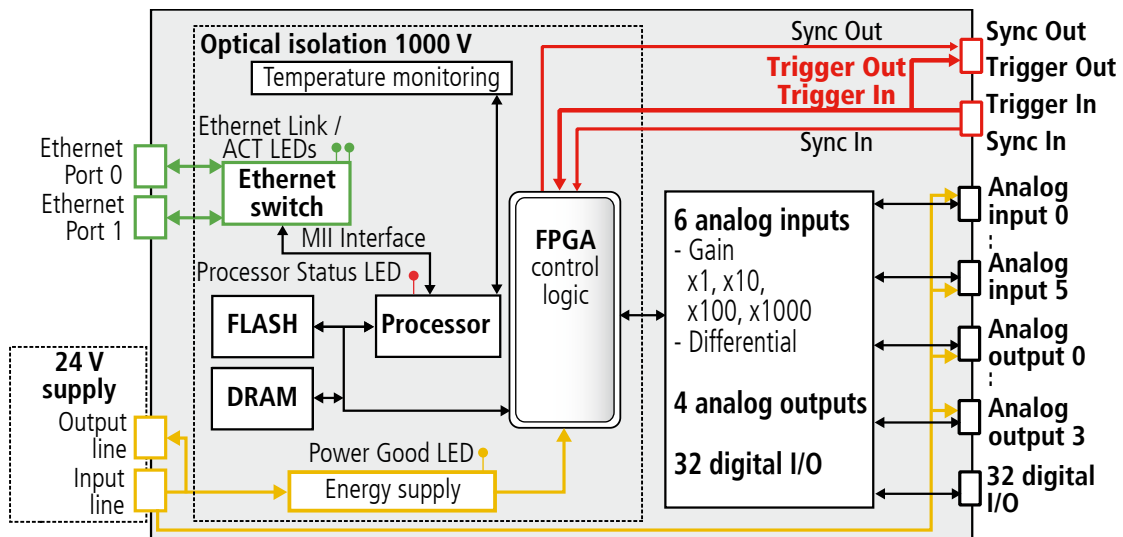 Optical isolation 1000 V
Temperature monitoring
Ethernet Link /
ACT LEDs
Ethernet
Port 0
Ethernet
Port 1
Ethernet
switch
MII Interface
Processor Status LED
FLASH
Processor
DRAM
24 V
supply
Output
line
Input
line
Power Good LED
Energy supply
FPGA
control
logic
Sync Out
Trigger Out
Trigger In
Sync In
6 analog inputs
- Gain
x1, x10,
x100, x1000
- Differential
4 analog outputs
32 digital I/O
Sync Out
Trigger Out
Trigger In
Sync In
Analog
input 0
Analog
input 5
Analog
output 0
Analog
output 3
32 digital
I/O